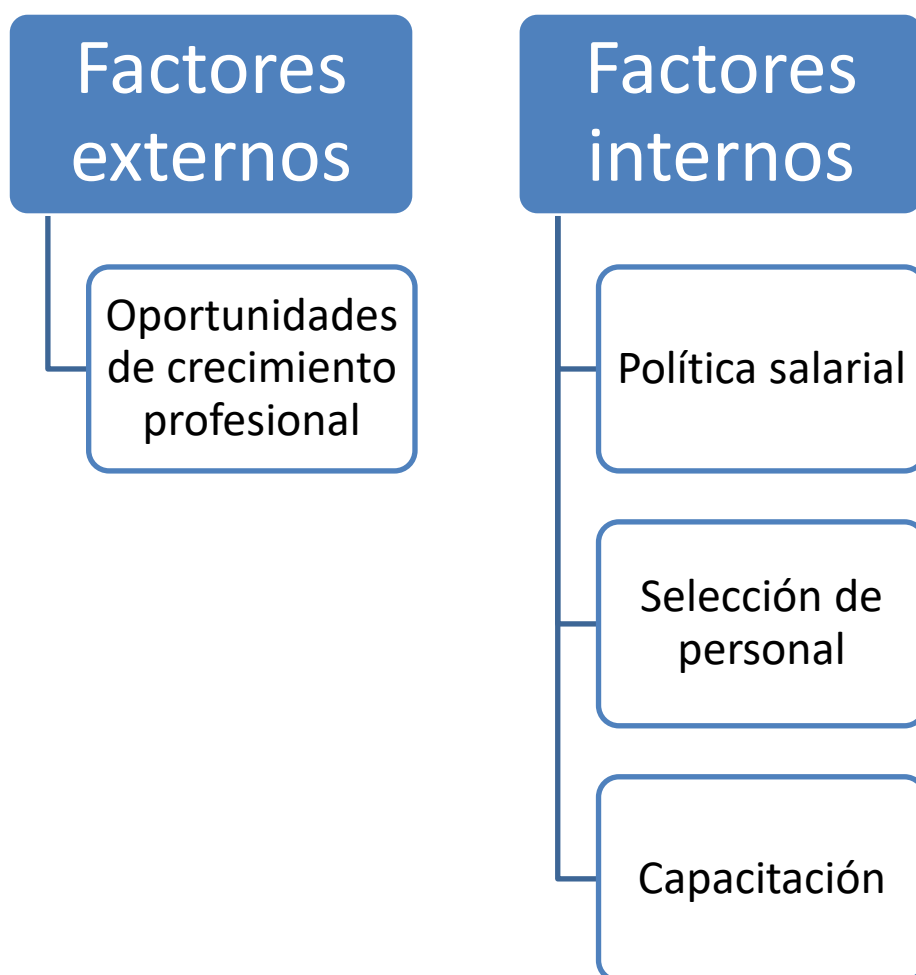 Factores
externos
Oportunidades
de crecimiento
profesional
Factores
internos
Política salarial
Selección de
personal
Capacitación